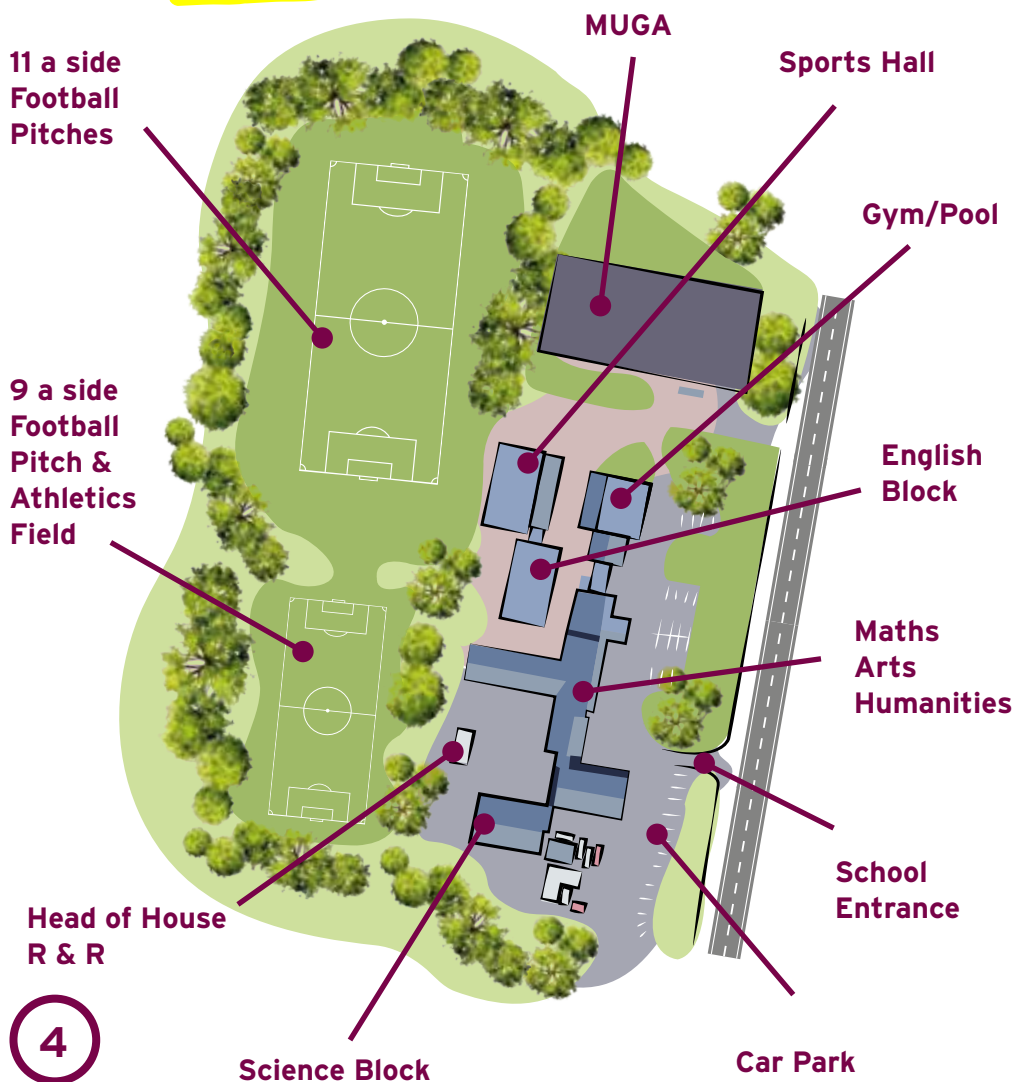 MUGA
11 a side
Football
Pitches
Sports Hall
Gym/Pool
9 a side
Football
Pitch &
Athletics
Field
English
Block
Maths
Arts
Humanities
School
Entrance
Head of House
R & R
4
Science Block
Car Park